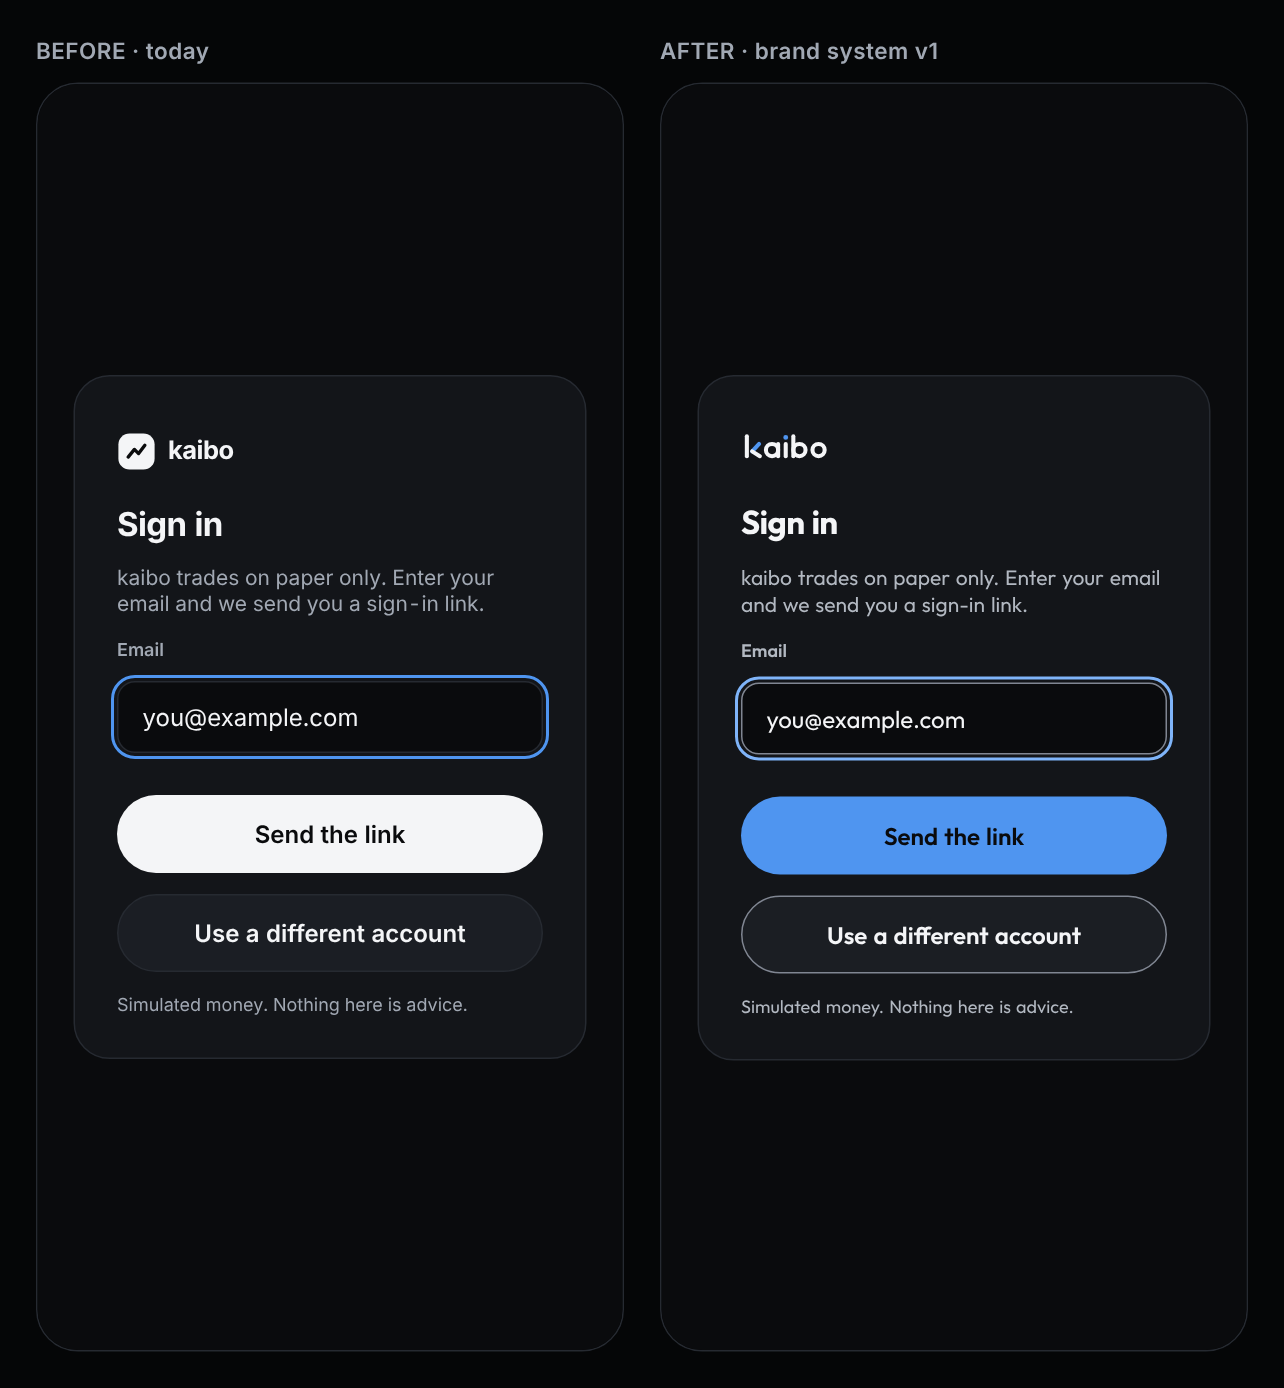 BEFORE · today
kaibo
Sign in
kaibo trades on paper only. Enter your
email and we send you a sign-in link.
Email
you@example.com
Send the link
Use a different account
Simulated money. Nothing here is advice.
AFTER · brand system v1
kaibo
Sign in
kaibo trades on paper only. Enter your email
and we send you a sign-in link.
Email
you@example.com
Send the link
Use a different account
Simulated money. Nothing here is advice.